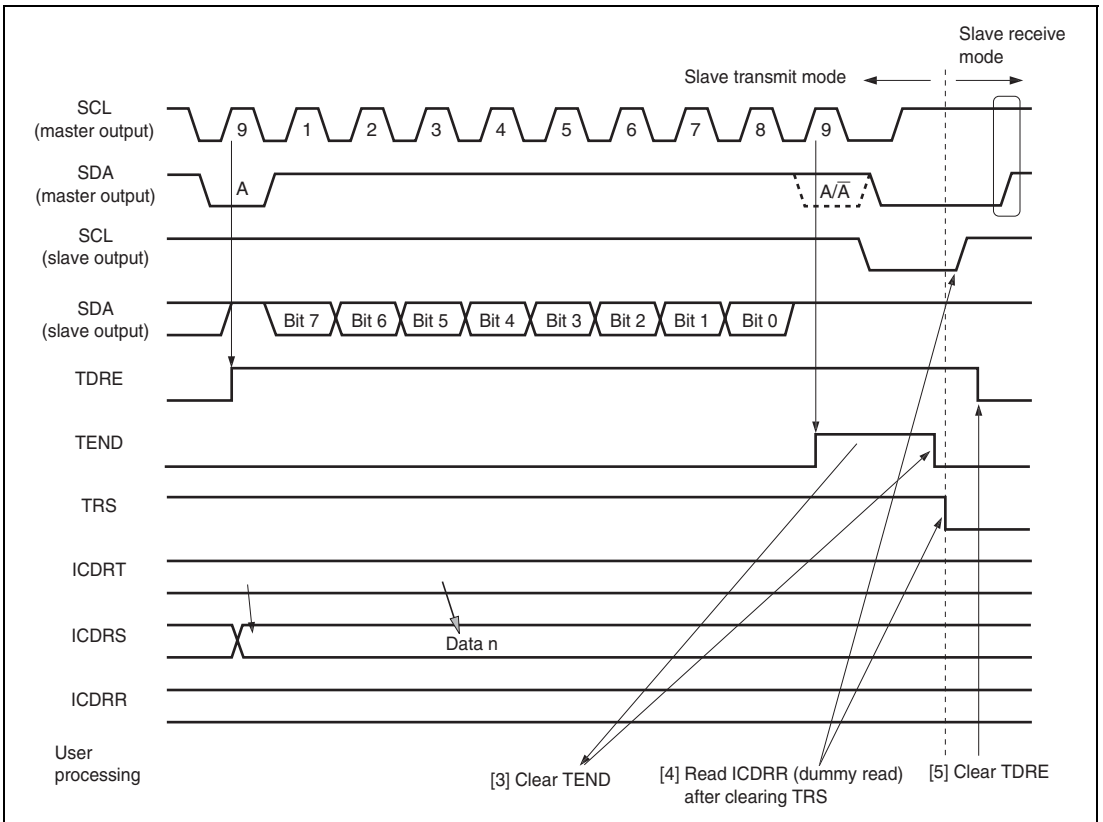 Slave receive
mode
Slave transmit mode
SCL
(master output)
9 1 2 3 4 5 6 7 8 9
SDA
(master output)
A A/A̅
SCL
(slave output)
SDA
(slave output)
Bit 7 Bit 6 Bit 5 Bit 4 Bit 3 Bit 2 Bit 1 Bit 0
TDRE
TEND
TRS
ICDRT
ICDRS
Data n
ICDRR
User
processing
[3] Clear TEND
[4] Read ICDRR (dummy read)
after clearing TRS
[5] Clear TDRE